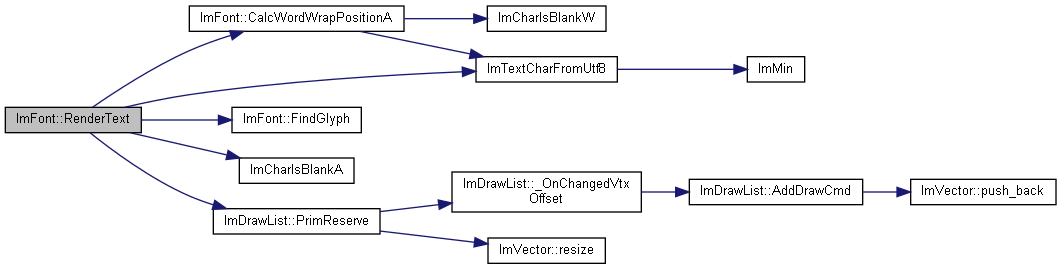 ImFont::CalcWordWrapPositionA
ImCharIsBlankW
ImTextCharFromUtf8
ImMin
ImFont::RenderText
ImFont::FindGlyph
ImCharIsBlankA
ImDrawList::_OnChangedVtx
Offset
ImDrawList::AddDrawCmd
ImVector::push_back
ImDrawList::PrimReserve
ImVector::resize